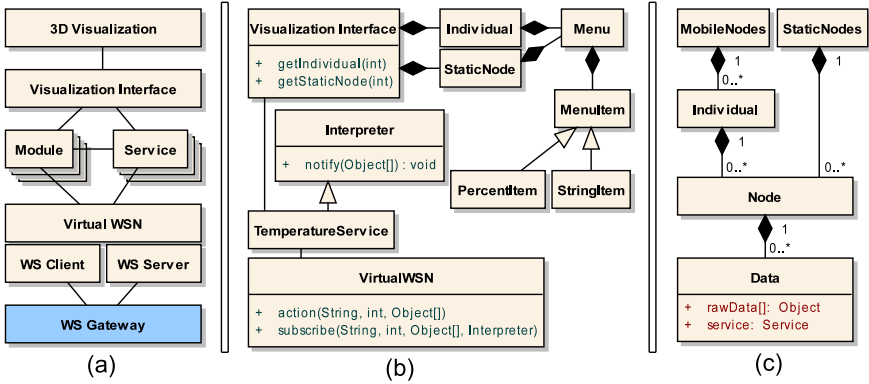 3D Visualization
Visualization Interface
Module
Service
Virtual WSN
WS Client
WS Server
WS Gateway
(a)
Visualization Interface
+ getIndividual(int)
+ getStaticNode(int)
Individual
StaticNode
Menu
MenuItem
PercentItem
StringItem
Interpreter
+ notify(Object[]) : void
TemperatureService
VirtualWSN
+ action(String, int, Object[])
+ subscribe(String, int, Object[], Interpreter)
(b)
MobileNodes
StaticNodes
1
1
0..*
Individual
1
0..*
0..*
Node
1
0..*
Data
+ rawData[]: Object
+ service: Service
(c)